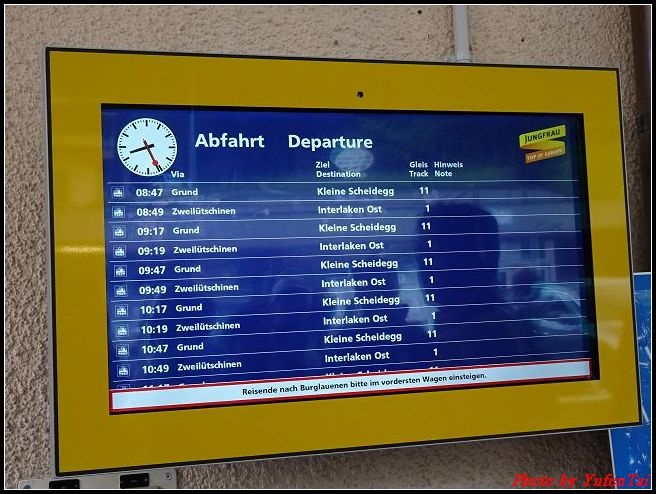 Abfahrt Departure
JUNGFRAU
TOP OF EUROPE
Ziel Gleis Hinweis
Via Destination Track Note
08:47 Grund Kleine Scheidegg 11
08:49 Zweilütschinen Interlaken Ost 1
09:17 Grund Kleine Scheidegg 11
09:19 Zweilütschinen Interlaken Ost 1
09:47 Grund Kleine Scheidegg 11
09:49 Zweilütschinen Interlaken Ost 1
10:17 Grund Kleine Scheidegg 11
10:19 Zweilütschinen Interlaken Ost 1
10:47 Grund Kleine Scheidegg 11
10:49 Zweilütschinen Interlaken Ost 1
Reisende nach Burglauenen bitte im vordersten Wagen einsteigen.
Photo by YufenTai